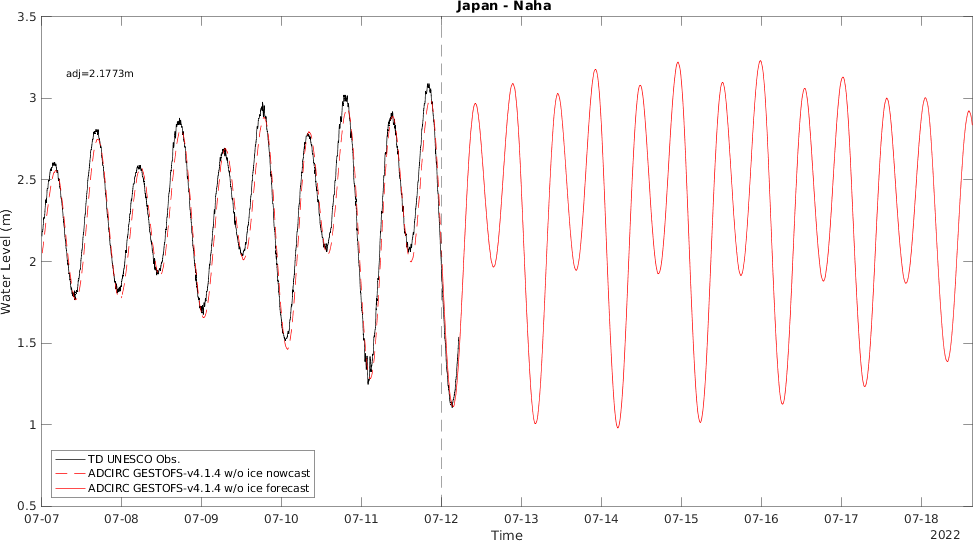 Japan - Naha
3.5
adj=2.1773m
3
2.5
2
1.5
1
0.5
Water Level (m)
TD UNESCO Obs.
ADCIRC GESTOFS-v4.1.4 w/o ice nowcast
ADCIRC GESTOFS-v4.1.4 w/o ice forecast
07-07 07-08 07-09 07-10 07-11 07-12 07-13 07-14 07-15 07-16 07-17 07-18
Time
2022